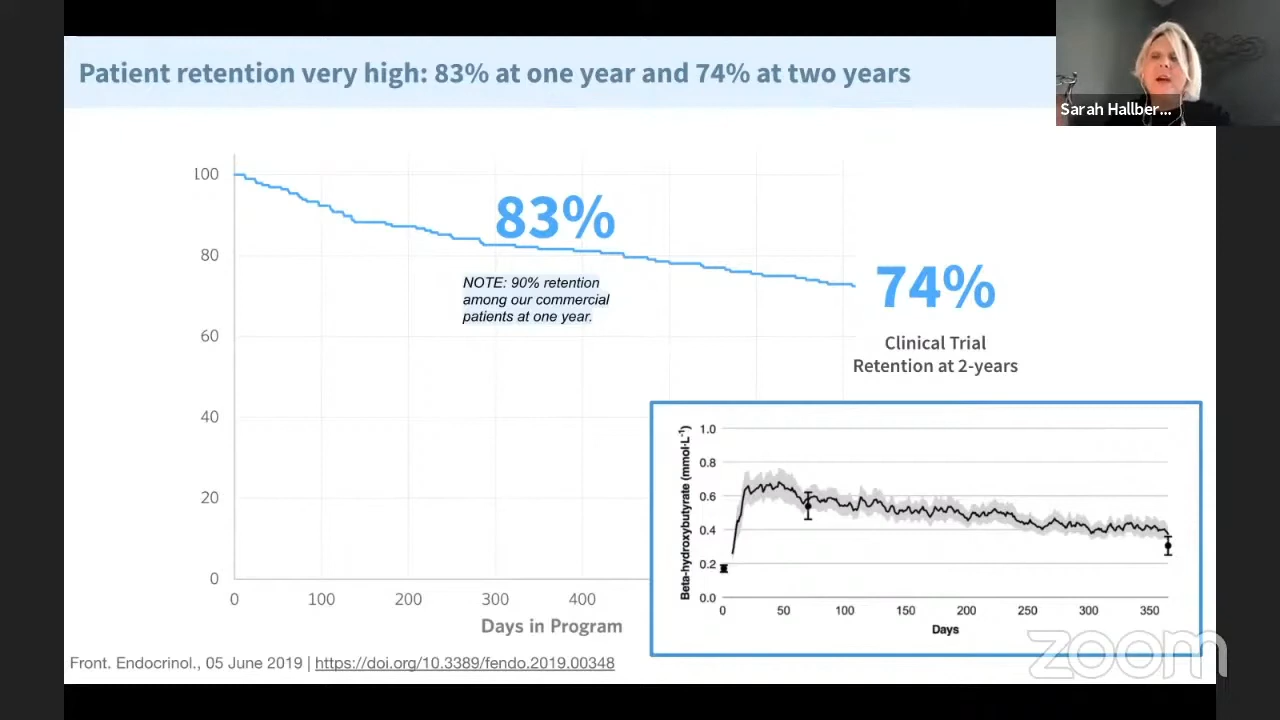 Patient retention very high: 83% at one year and 74% at two years
Sarah Hallber...
100
80
60
40
20
0
83%
NOTE: 90% retention
among our commercial
patients at one year.
74%
Clinical Trial
Retention at 2-years
0 100 200 300 400
Days in Program
Beta-hydroxybutyrate (mmol·L⁻¹)
1.0
0.8
0.6
0.4
0.2
0.0
0 50 100 150 200 250 300 350
Days
Front. Endocrinol., 05 June 2019 | https://doi.org/10.3389/fendo.2019.00348
zoom